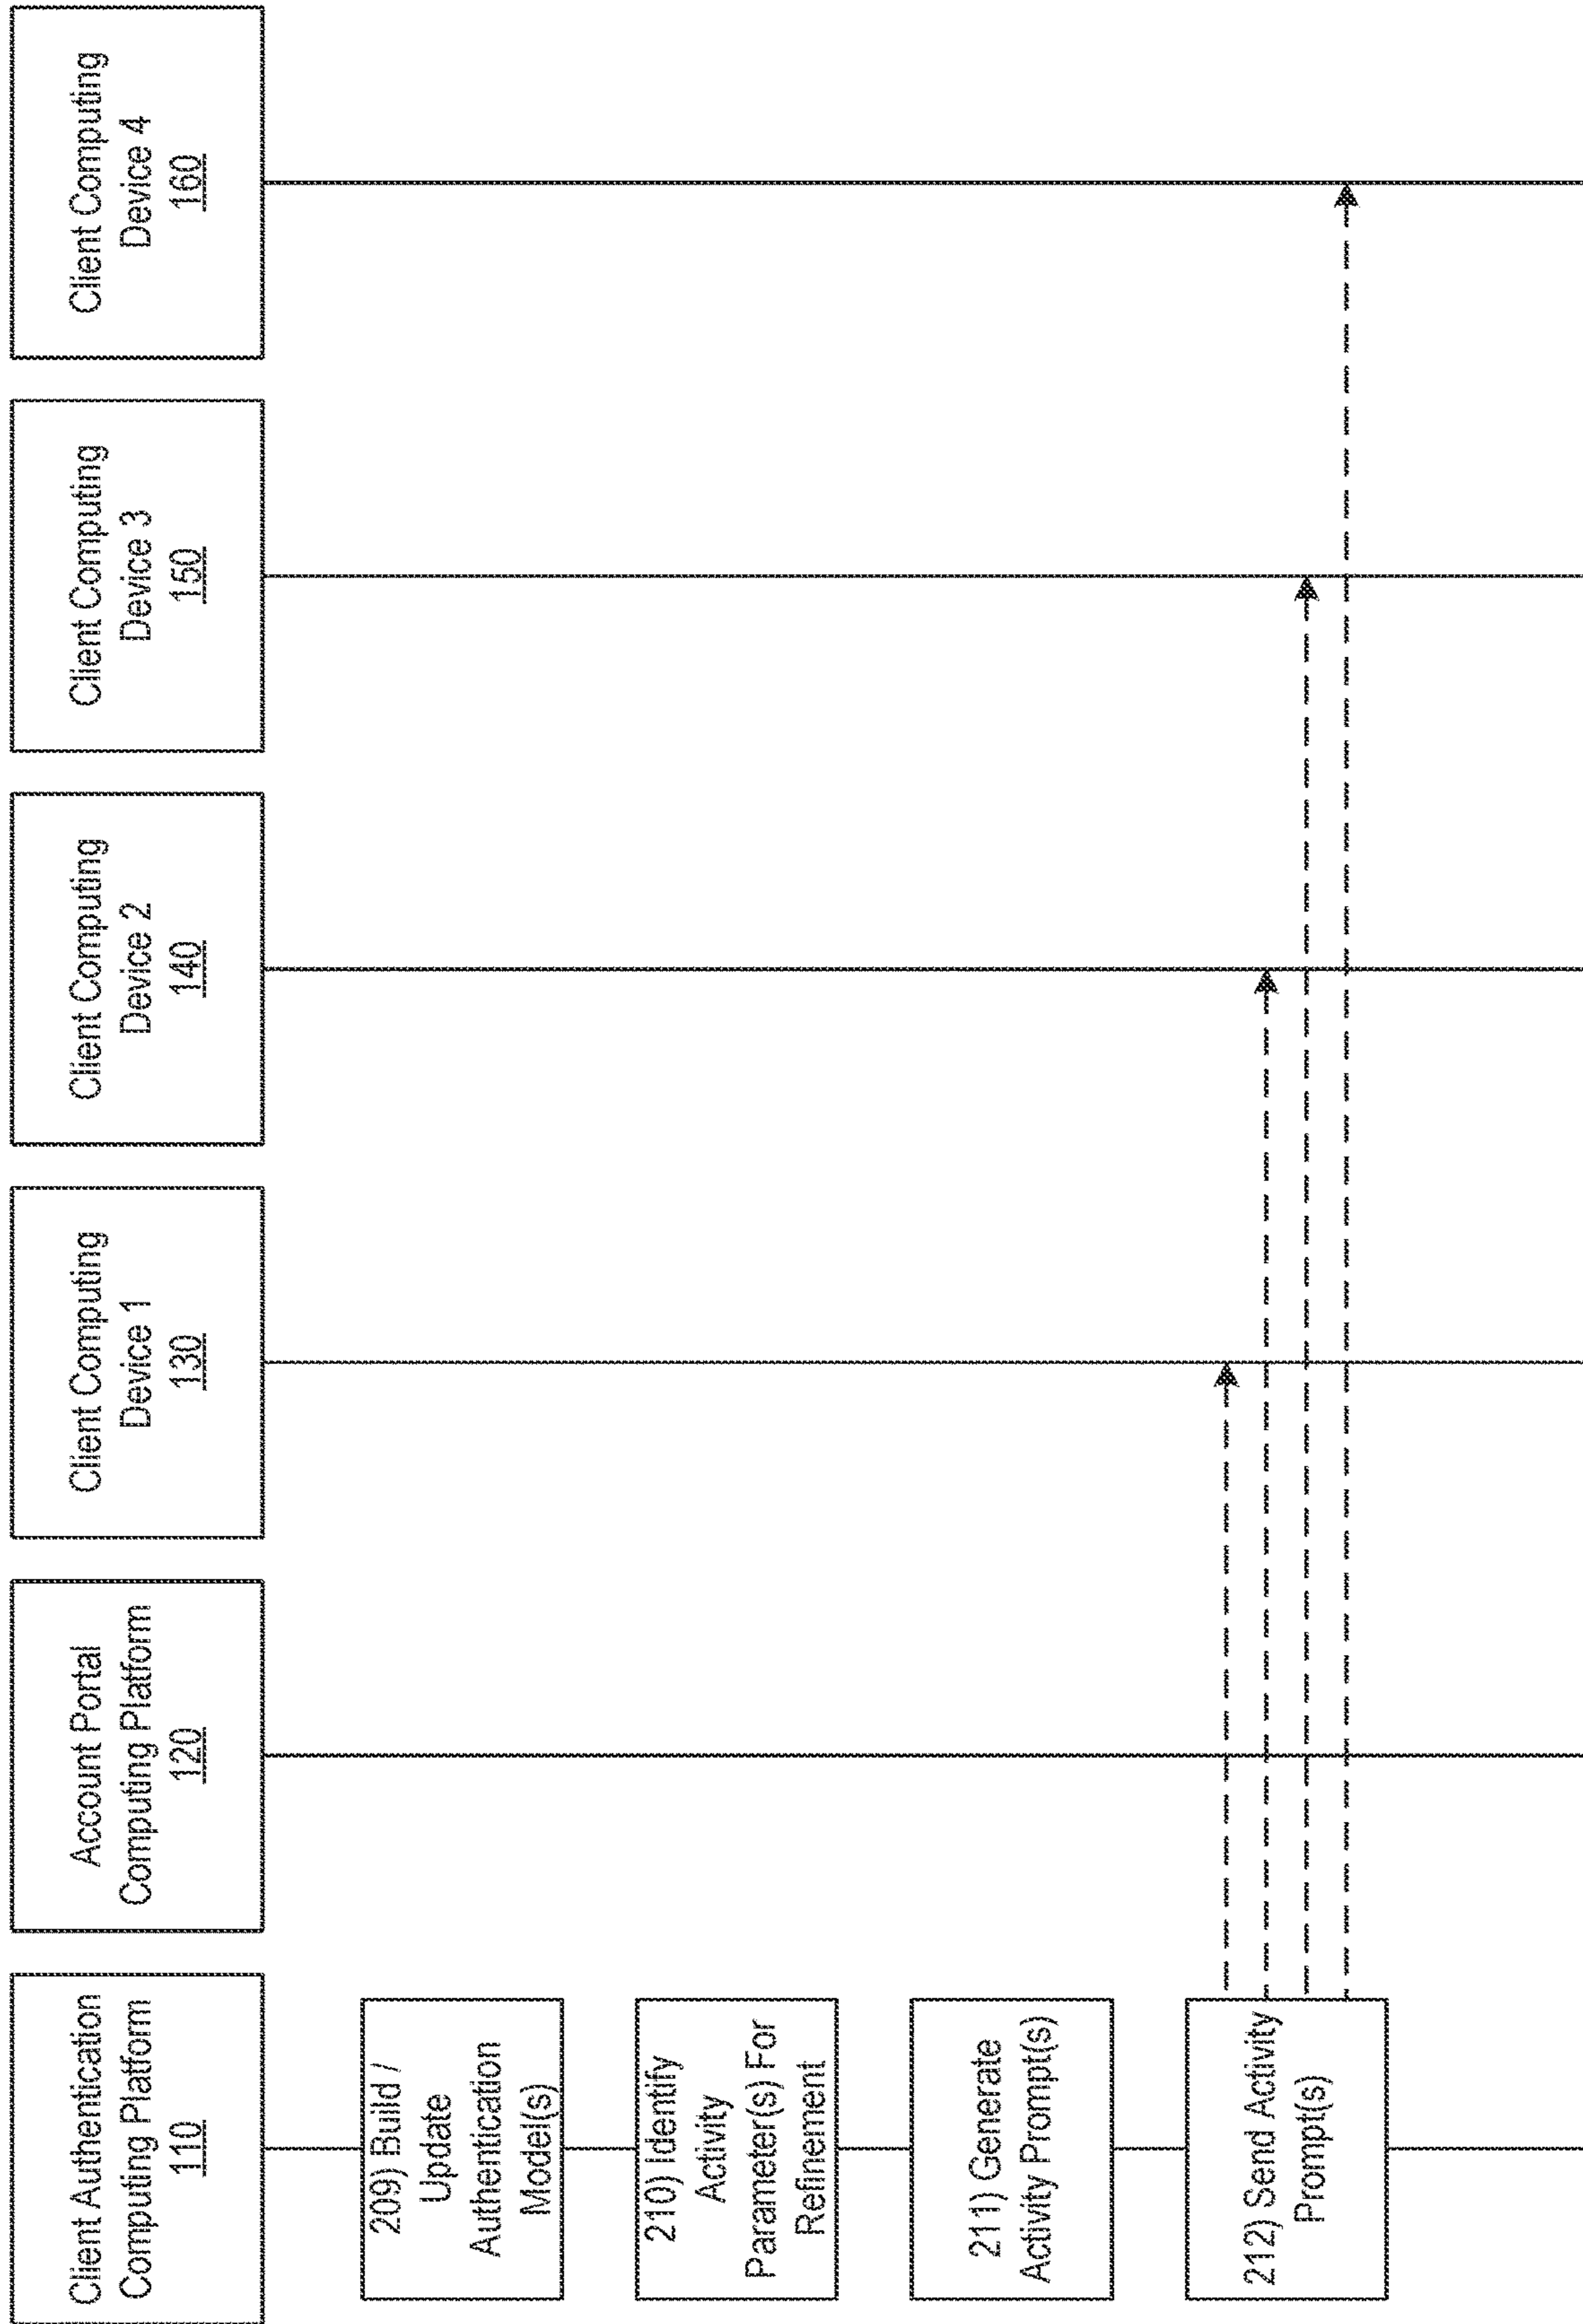 Client Authentication
Computing Platform
110
Account Portal
Computing Platform
120
Client Computing
Device 1
130
Client Computing
Device 2
140
Client Computing
Device 3
150
Client Computing
Device 4
160
209) Build /
Update
Authentication
Model(s)
210) Identify
Activity
Parameter(s) For
Refinement
211) Generate
Activity Prompt(s)
212) Send Activity
Prompt(s)